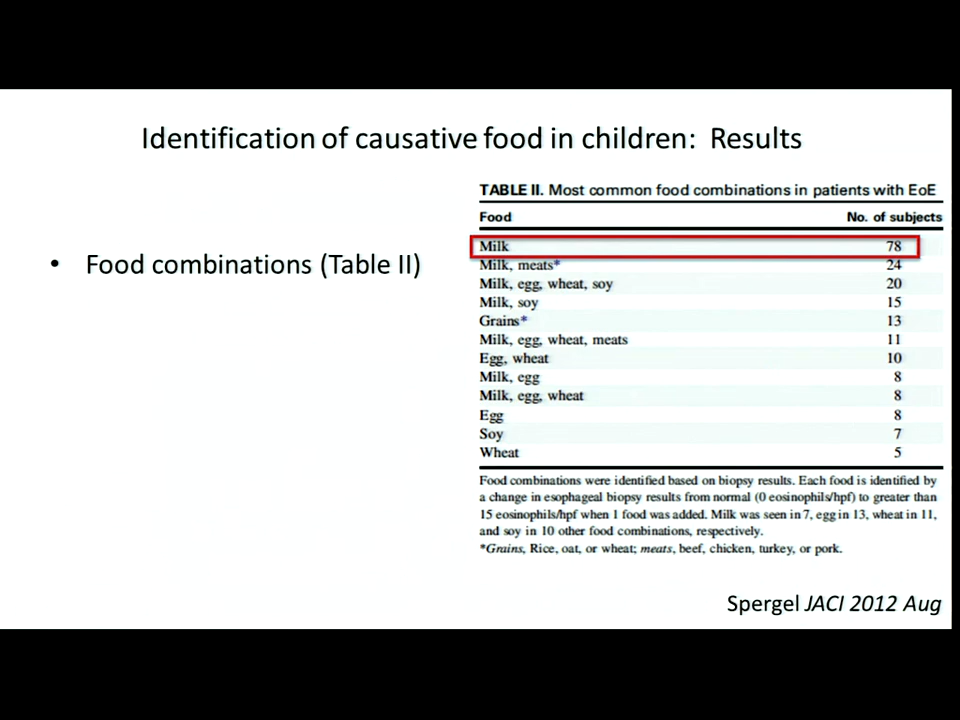 Identification of causative food in children: Results
• Food combinations (Table II)
TABLE II. Most common food combinations in patients with EoE
Food No. of subjects
Milk 78
Milk, meats* 24
Milk, egg, wheat, soy 20
Milk, soy 15
Grains* 13
Milk, egg, wheat, meats 11
Egg, wheat 10
Milk, egg 8
Milk, egg, wheat 8
Egg 8
Soy 7
Wheat 5
Food combinations were identified based on biopsy results. Each food is identified by
a change in esophageal biopsy results from normal (0 eosinophils/hpf) to greater than
15 eosinophils/hpf when 1 food was added. Milk was seen in 7, egg in 13, wheat in 11,
and soy in 10 other food combinations, respectively.
*Grains, Rice, oat, or wheat; meats, beef, chicken, turkey, or pork.
Spergel JACI 2012 Aug